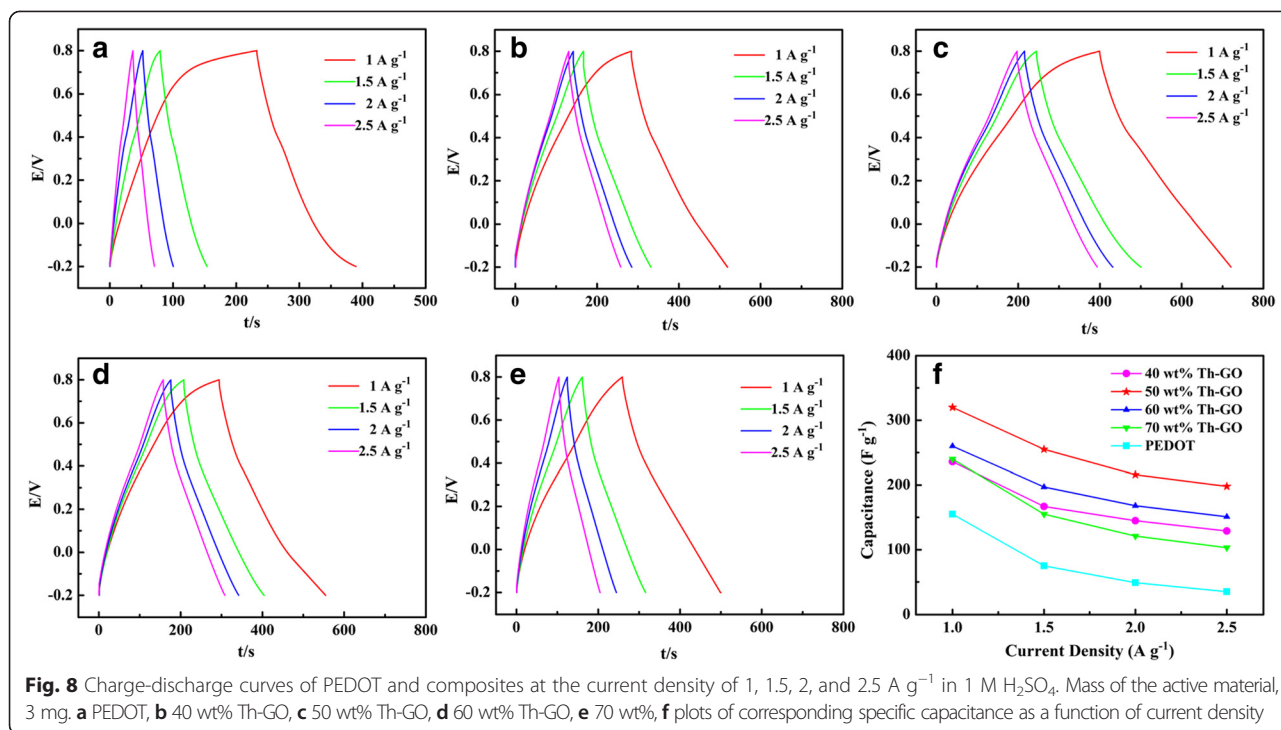 a
1 A g⁻¹
1.5 A g⁻¹
2 A g⁻¹
2.5 A g⁻¹
0.8
0.4
0.0
-0.2
E/V
0 100 200 300 400 500
t/s
b
1 A g⁻¹
1.5 A g⁻¹
2 A g⁻¹
2.5 A g⁻¹
0.8
0.4
0.0
-0.2
E/V
0 200 400 600 800
t/s
c
1 A g⁻¹
1.5 A g⁻¹
2 A g⁻¹
2.5 A g⁻¹
0.8
0.6
0.4
0.2
0.0
-0.2
E/V
0 200 400 600 800
t/s
d
1 A g⁻¹
1.5 A g⁻¹
2 A g⁻¹
2.5 A g⁻¹
0.8
0.6
0.4
0.2
0.0
-0.2
E/V
0 200 400 600 800
t/s
e
1 A g⁻¹
1.5 A g⁻¹
2 A g⁻¹
2.5 A g⁻¹
0.8
0.6
0.4
0.2
0.0
-0.2
E/V
0 200 400 600 800
t/s
f
40 wt% Th-GO
50 wt% Th-GO
60 wt% Th-GO
70 wt% Th-GO
PEDOT
400
300
200
100
0
Capacitance (F g⁻¹)
1.0 1.5 2.0 2.5
Current Density (A g⁻¹)
Fig. 8 Charge-discharge curves of PEDOT and composites at the current density of 1, 1.5, 2, and 2.5 A g⁻¹ in 1 M H₂SO₄. Mass of the active material,
3 mg. a PEDOT, b 40 wt% Th-GO, c 50 wt% Th-GO, d 60 wt% Th-GO, e 70 wt%, f plots of corresponding specific capacitance as a function of current density